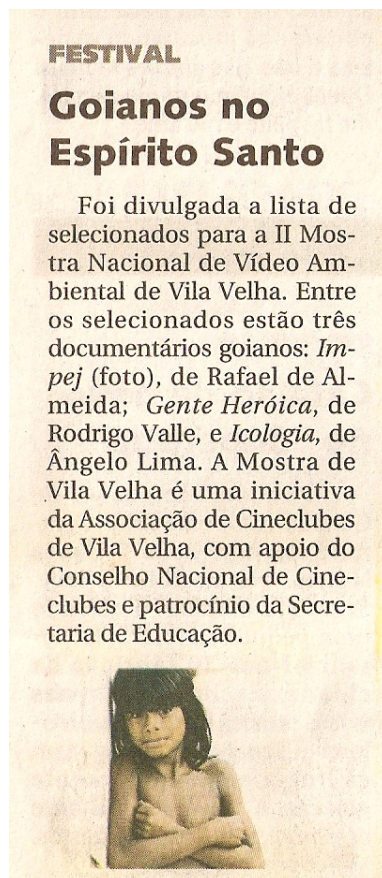 FESTIVAL
Goianos no
Espírito Santo
Foi divulgada a lista de
selecionados para a II Mos-
tra Nacional de Vídeo Am-
biental de Vila Velha. Entre
os selecionados estão três
documentários goianos: Im-
pej (foto), de Rafael de Al-
meida; Gente Heróica, de
Rodrigo Valle, e Icologia, de
Ângelo Lima. A Mostra de
Vila Velha é uma iniciativa
da Associação de Cineclubes
de Vila Velha, com apoio do
Conselho Nacional de Cine-
clubes e patrocínio da Secre-
taria de Educação.